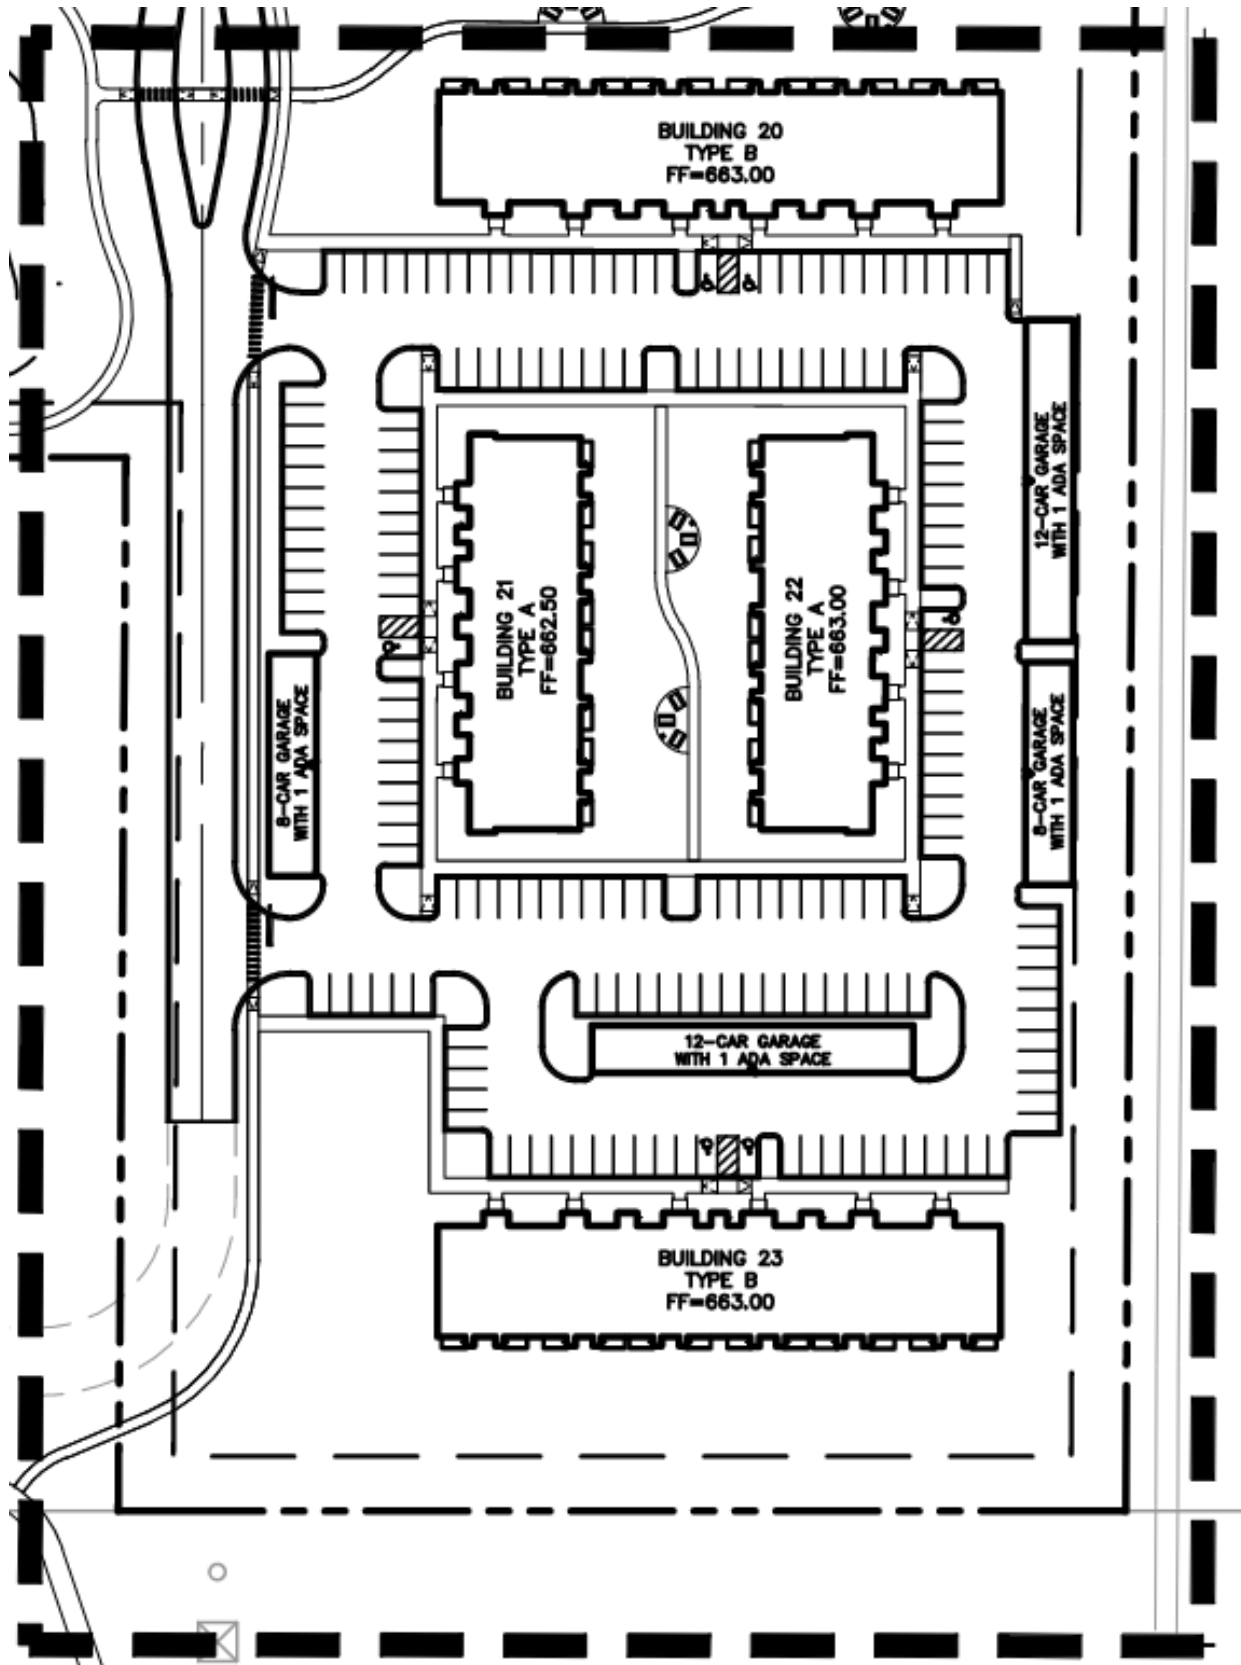 BUILDING 20
TYPE B
FF=663.00
12-CAR GARAGE
WITH 1 ADA SPACE
BUILDING 21
TYPE A
FF=662.50
BUILDING 22
TYPE A
FF=663.00
8-CAR GARAGE
WITH 1 ADA SPACE
8-CAR GARAGE
WITH 1 ADA SPACE
12-CAR GARAGE
WITH 1 ADA SPACE
BUILDING 23
TYPE B
FF=663.00